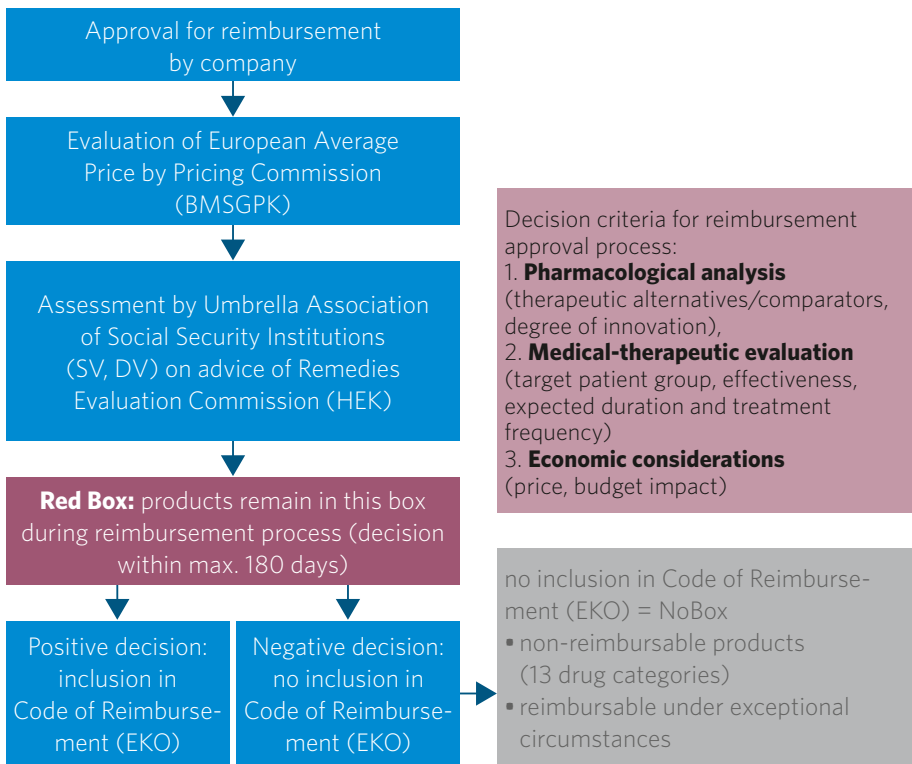 Approval for reimbursement
by company
Evaluation of European Average
Price by Pricing Commission
(BMSGPK)
Assessment by Umbrella Association
of Social Security Institutions
(SV, DV) on advice of Remedies
Evaluation Commission (HEK)
Red Box: products remain in this box
during reimbursement process (decision
within max. 180 days)
Positive decision:
inclusion in
Code of Reimburse-
ment (EKO)
Negative decision:
no inclusion in
Code of Reimburse-
ment (EKO)
Decision criteria for reimbursement
approval process:
1. Pharmacological analysis
(therapeutic alternatives/comparators,
degree of innovation),
2. Medical-therapeutic evaluation
(target patient group, effectiveness,
expected duration and treatment
frequency)
3. Economic considerations
(price, budget impact)
no inclusion in Code of Reimburse-
ment (EKO) = NoBox
• non-reimbursable products
(13 drug categories)
• reimbursable under exceptional
circumstances